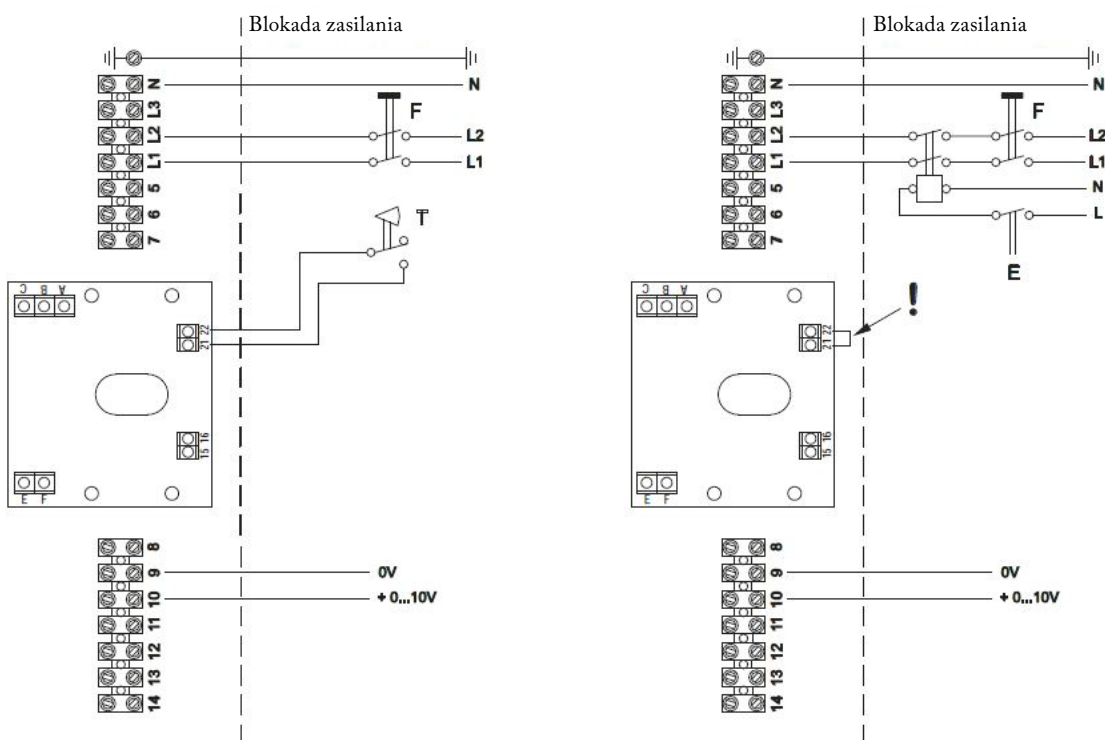 Blokada zasilania
N
N
L3
F
L2
L2
L1
L1
5
6
T
7
C B A
22
21
16
15
E F
8
9
0V
10
+ 0...10V
11
12
13
14
Blokada zasilania
N
N
L3
F
L2
L2
L1
L1
5
N
6
L
7
E
C B A
!
22
21
16
15
E F
8
9
0V
10
+ 0...10V
11
12
13
14